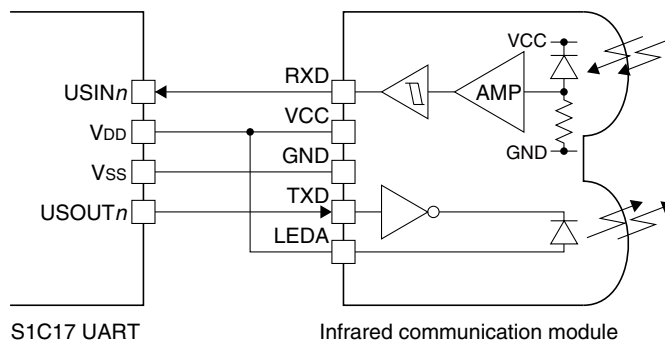 USINn
VDD
VSS
USOUTn
RXD
VCC
GND
TXD
LEDA
AMP
VCC
GND
S1C17 UART
Infrared communication module